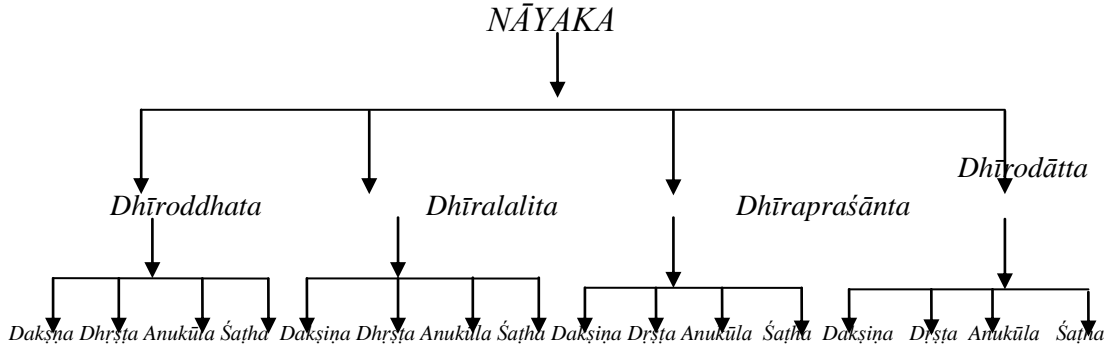 NĀYAKA
Dhīrodātta
Dhīroddhata Dhīralalita Dhīrapraśānta
Dakṣṇa Dhṛṣṭa Anukūla Śaṭha Dakṣiṇa Dhṛṣṭa Anukūla Śaṭha Dakṣiṇa Dṛṣṭa Anukūla Śaṭha Dakṣiṇa Dṛṣṭa Anukūla Śaṭha